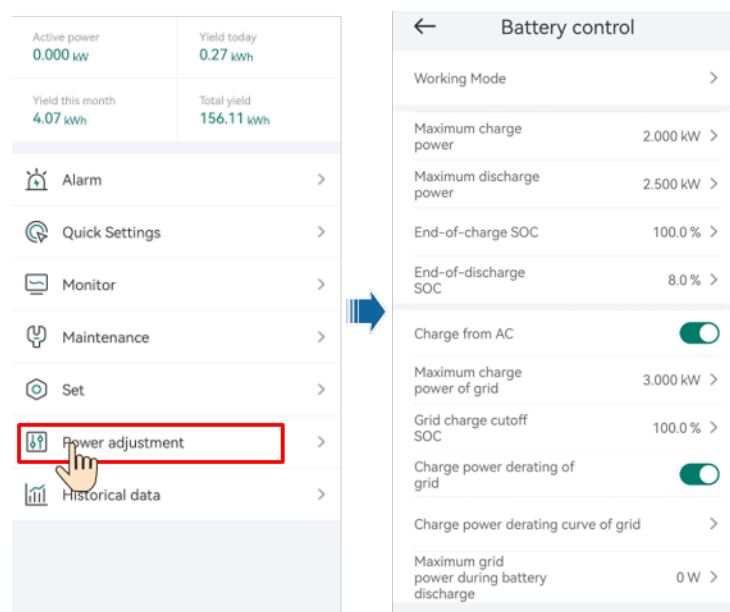 Active power
0.000 kW
Yield today
0.27 kWh
Yield this month
4.07 kWh
Total yield
156.11 kWh
Alarm
Quick Settings
Monitor
Maintenance
Set
Power adjustment
Historical data
Battery control
Working Mode
Maximum charge
power
2.000 kW
Maximum discharge
power
2.500 kW
End-of-charge SOC
100.0 %
End-of-discharge
SOC
8.0 %
Charge from AC
Maximum charge
power of grid
3.000 kW
Grid charge cutoff
SOC
100.0 %
Charge power derating of
grid
Charge power derating curve of grid
Maximum grid
power during battery
discharge
0 W